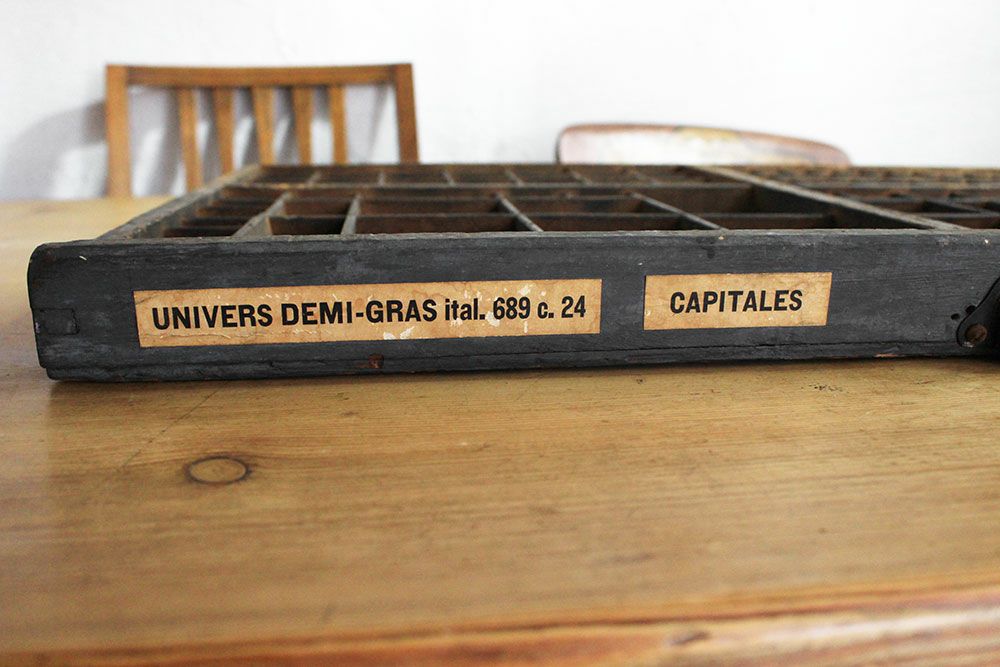 UNIVERS DEMI-GRAS ital. 689 c. 24
CAPITALES